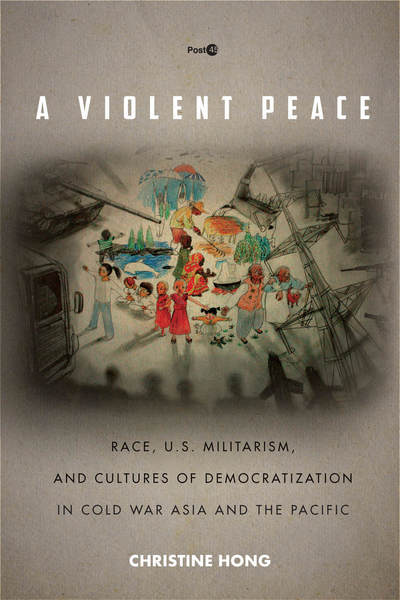 Post45
A VIOLENT PEACE
RACE, U.S. MILITARISM,
AND CULTURES OF DEMOCRATIZATION
IN COLD WAR ASIA AND THE PACIFIC
CHRISTINE HONG